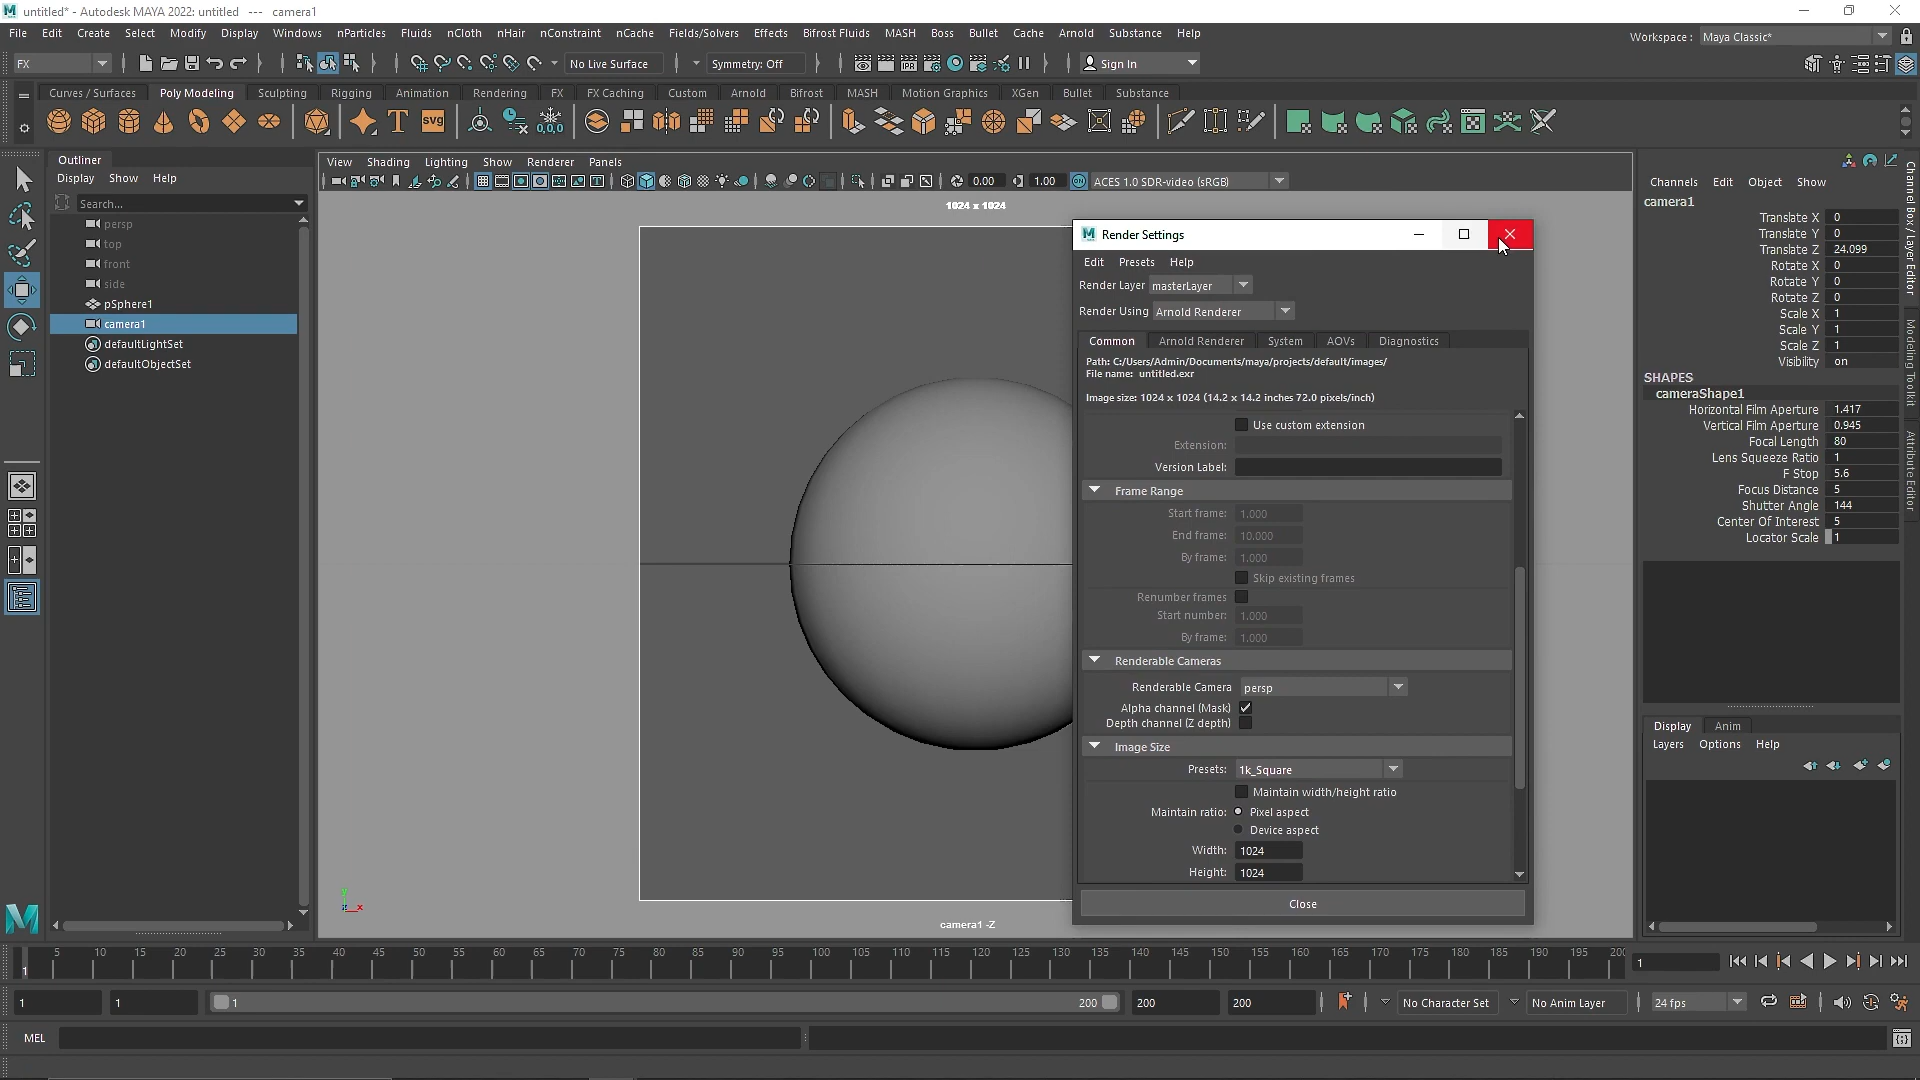 untitled* - Autodesk MAYA 2022: untitled --- camera1
File Edit Create Select Modify Display Windows nParticles Fluids nCloth nHair nConstraint nCache Fields/Solvers Effects Bifrost Fluids MASH Boss Bullet Cache Arnold Substance Help
Workspace : Maya Classic*
FX No Live Surface Symmetry: Off IPR Sign In
Curves / Surfaces Poly Modeling Sculpting Rigging Animation Rendering FX FX Caching Custom Arnold Bifrost MASH Motion Graphics XGen Bullet Substance
T SVG 0,0,0
Outliner
Display Show Help
Search...
persp
top
front
side
pSphere1
camera1
defaultLightSet
defaultObjectSet
View Shading Lighting Show Renderer Panels
0.00 1.00 ON ACES 1.0 SDR-video (sRGB)
1024 x 1024
camera1 -Z
y
z x
Render Settings
Edit Presets Help
Render Layer masterLayer
Render Using Arnold Renderer
Common Arnold Renderer System AOVs Diagnostics
Path: C:/Users/Admin/Documents/maya/projects/default/images/
File name: untitled.exr
Image size: 1024 x 1024 (14.2 x 14.2 inches 72.0 pixels/inch)
Use custom extension
Extension:
Version Label:
Frame Range
Start frame: 1.000
End frame: 10.000
By frame: 1.000
Skip existing frames
Renumber frames
Start number: 1.000
By frame: 1.000
Renderable Cameras
Renderable Camera persp
Alpha channel (Mask)
Depth channel (Z depth)
Image Size
Presets: 1k_Square
Maintain width/height ratio
Maintain ratio: Pixel aspect
Device aspect
Width: 1024
Height: 1024
Close
Channels Edit Object Show
camera1
Translate X 0
Translate Y 0
Translate Z 24.099
Rotate X 0
Rotate Y 0
Rotate Z 0
Scale X 1
Scale Y 1
Scale Z 1
Visibility on
SHAPES
cameraShape1
Horizontal Film Aperture 1.417
Vertical Film Aperture 0.945
Focal Length 80
Lens Squeeze Ratio 1
F Stop 5.6
Focus Distance 5
Shutter Angle 144
Center Of Interest 5
Locator Scale 1
Display Anim
Layers Options Help
Channel Box / Layer Editor
Modeling Toolkit
Attribute Editor
1 5 10 15 20 25 30 35 40 45 50 55 60 65 70 75 80 85 90 95 100 105 110 115 120 125 130 135 140 145 150 155 160 165 170 175 180 185 190 195 200
1
1 1 1 200 200 200 No Character Set No Anim Layer 24 fps
MEL